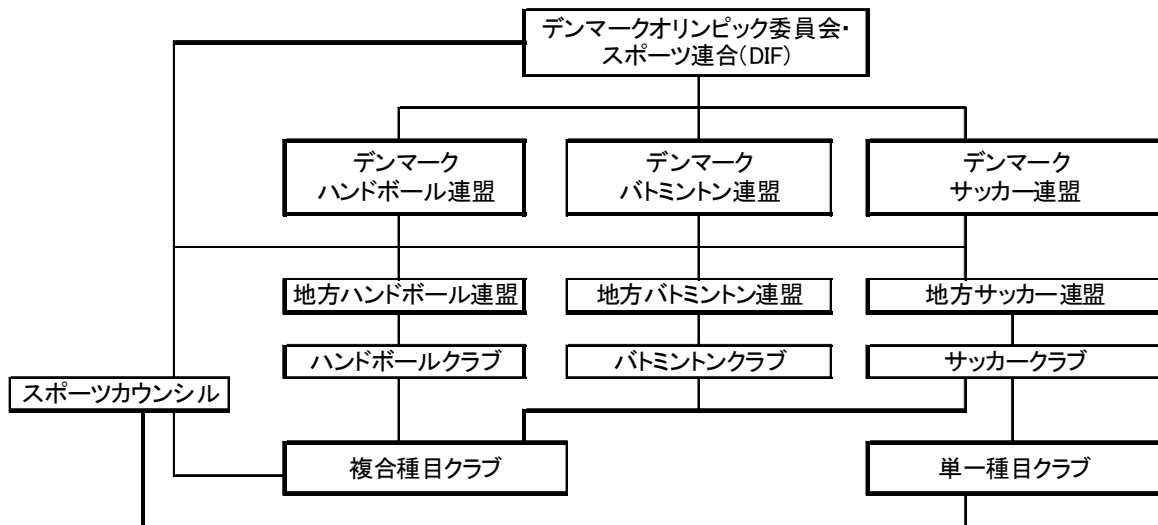 デンマークオリンピック委員会・
スポーツ連合(DIF)
デンマーク
ハンドボール連盟
デンマーク
バトミントン連盟
デンマーク
サッカー連盟
地方ハンドボール連盟
地方バトミントン連盟
地方サッカー連盟
ハンドボールクラブ
バトミントンクラブ
サッカークラブ
スポーツカウンシル
複合種目クラブ
単一種目クラブ